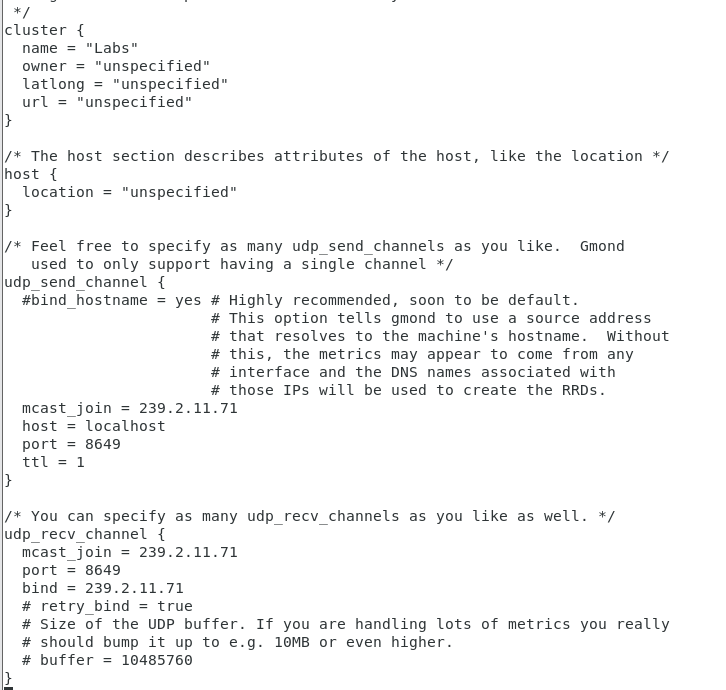 */
cluster {
  name = "Labs"
  owner = "unspecified"
  latlong = "unspecified"
  url = "unspecified"
}

/* The host section describes attributes of the host, like the location */
host {
  location = "unspecified"
}

/* Feel free to specify as many udp_send_channels as you like.  Gmond
   used to only support having a single channel */
udp_send_channel {
  #bind_hostname = yes # Highly recommended, soon to be default.
                       # This option tells gmond to use a source address
                       # that resolves to the machine's hostname.  Without
                       # this, the metrics may appear to come from any
                       # interface and the DNS names associated with
                       # those IPs will be used to create the RRDs.
  mcast_join = 239.2.11.71
  host = localhost
  port = 8649
  ttl = 1
}

/* You can specify as many udp_recv_channels as you like as well. */
udp_recv_channel {
  mcast_join = 239.2.11.71
  port = 8649
  bind = 239.2.11.71
  # retry_bind = true
  # Size of the UDP buffer. If you are handling lots of metrics you really
  # should bump it up to e.g. 10MB or even higher.
  # buffer = 10485760
}